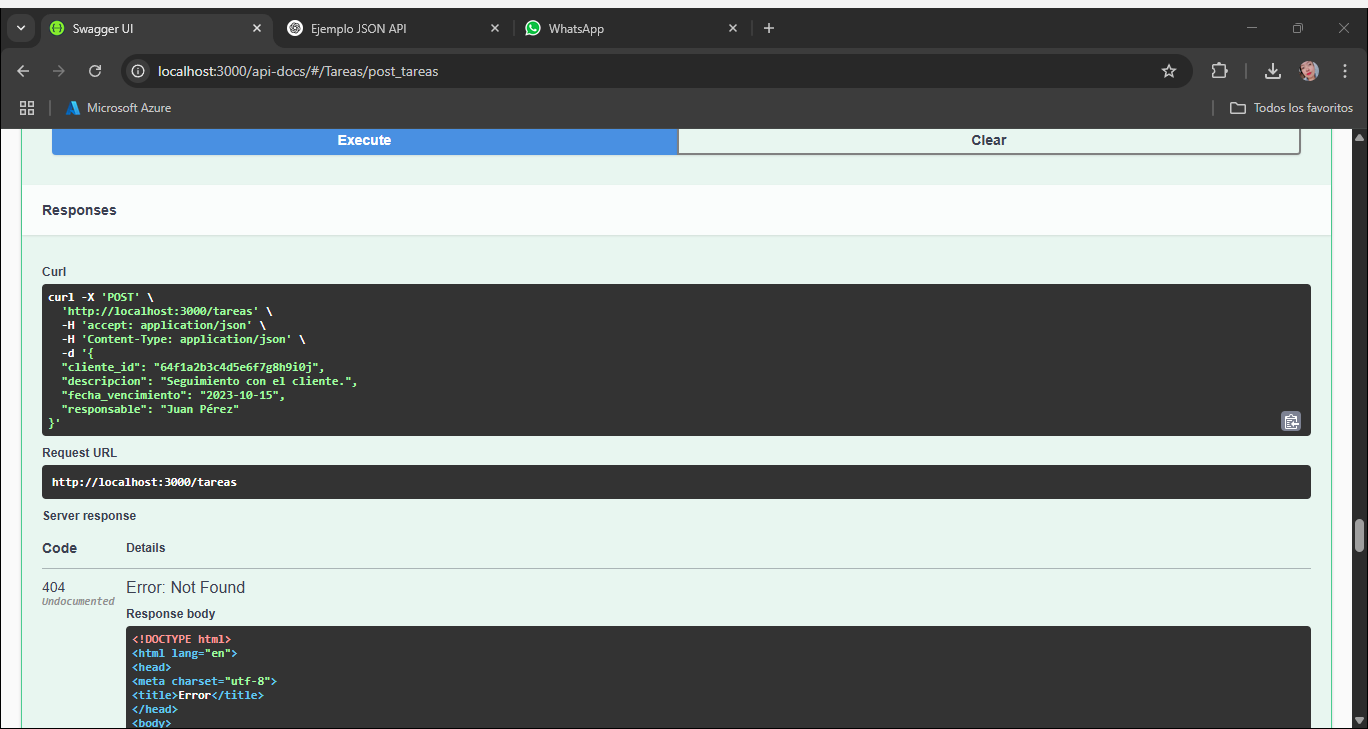 Swagger UI
Ejemplo JSON API
WhatsApp
localhost:3000/api-docs/#/Tareas/post_tareas
Microsoft Azure
Todos los favoritos
Execute
Clear
Responses
Curl
curl -X 'POST' \
  'http://localhost:3000/tareas' \
  -H 'accept: application/json' \
  -H 'Content-Type: application/json' \
  -d '{
  "cliente_id": "64f1a2b3c4d5e6f7g8h9i0j",
  "descripcion": "Seguimiento con el cliente.",
  "fecha_vencimiento": "2023-10-15",
  "responsable": "Juan Pérez"
}'
Request URL
http://localhost:3000/tareas
Server response
Code Details
404 Error: Not Found
Undocumented
Response body
<!DOCTYPE html>
<html lang="en">
<head>
<meta charset="utf-8">
<title>Error</title>
</head>
<body>